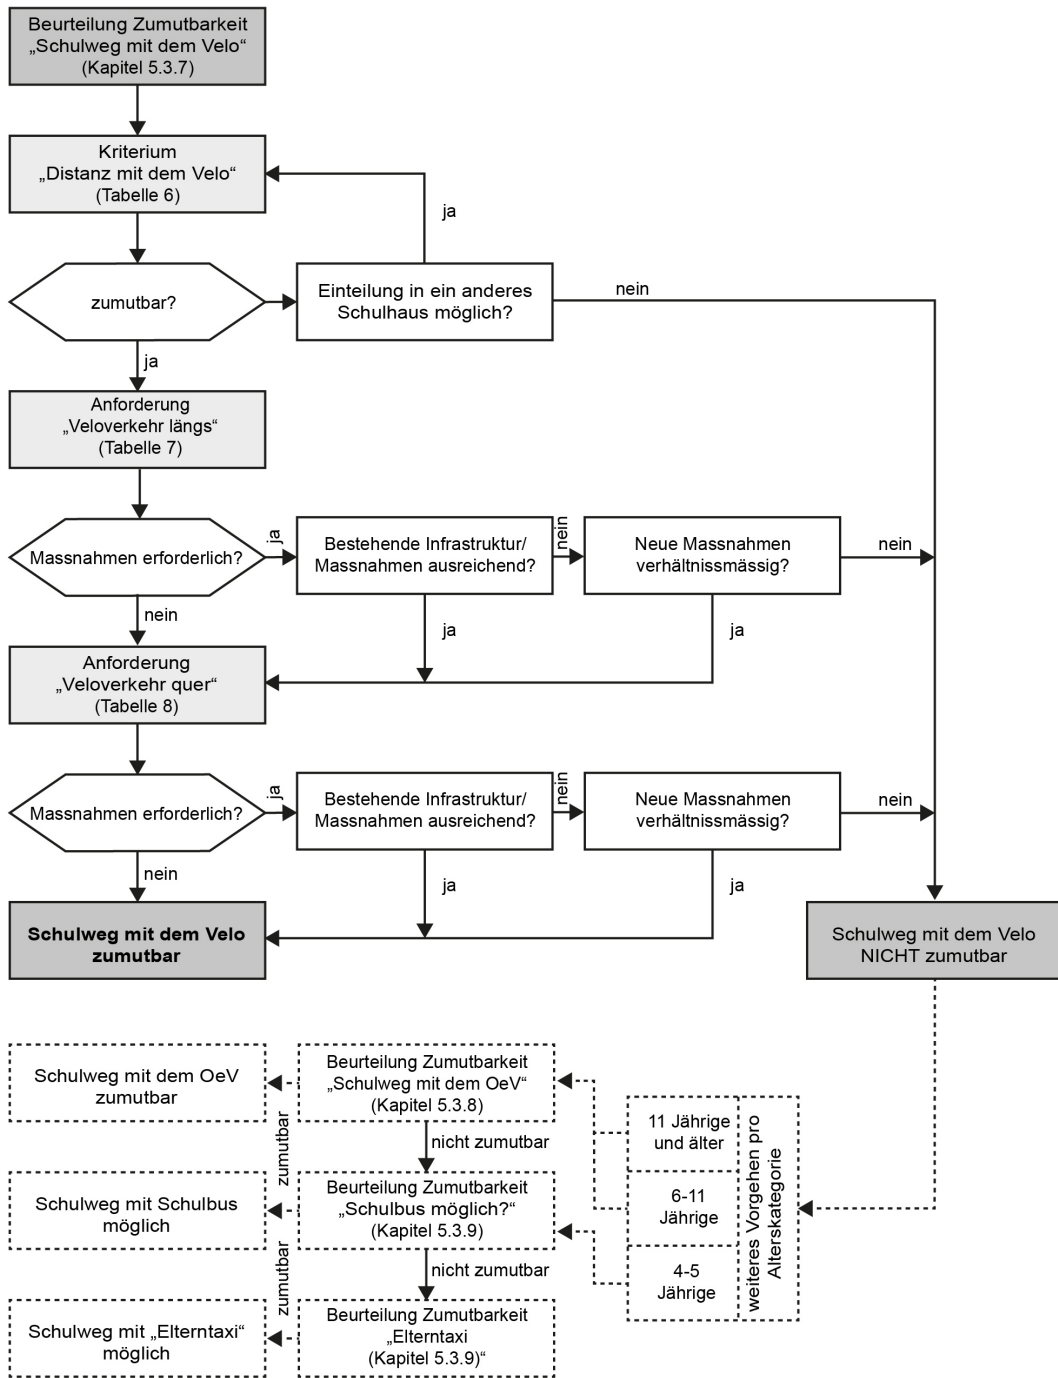 Beurteilung Zumutbarkeit
„Schulweg mit dem Velo“
(Kapitel 5.3.7)
Kriterium
„Distanz mit dem Velo“
(Tabelle 6)
ja
zumutbar?
Einteilung in ein anderes
Schulhaus möglich?
nein
ja
Anforderung
„Veloverkehr längs“
(Tabelle 7)
Massnahmen erforderlich?
ja
Bestehende Infrastruktur/
Massnahmen ausreichend?
nein
Neue Massnahmen
verhältnissmässig?
nein
nein
ja
ja
Anforderung
„Veloverkehr quer“
(Tabelle 8)
Massnahmen erforderlich?
ja
Bestehende Infrastruktur/
Massnahmen ausreichend?
nein
Neue Massnahmen
verhältnissmässig?
nein
nein
ja
ja
Schulweg mit dem Velo
zumutbar
Schulweg mit dem Velo
NICHT zumutbar
Schulweg mit dem OeV
zumutbar
zumutbar
Beurteilung Zumutbarkeit
„Schulweg mit dem OeV“
(Kapitel 5.3.8)
nicht zumutbar
11 Jährige
und älter
6-11
Jährige
4-5
Jährige
weiteres Vorgehen pro
Alterskategorie
Schulweg mit Schulbus
möglich
zumutbar
Beurteilung Zumutbarkeit
„Schulbus möglich?“
(Kapitel 5.3.9)
nicht zumutbar
Schulweg mit „Elterntaxi“
möglich
Beurteilung Zumutbarkeit
„Elterntaxi
(Kapitel 5.3.9)“